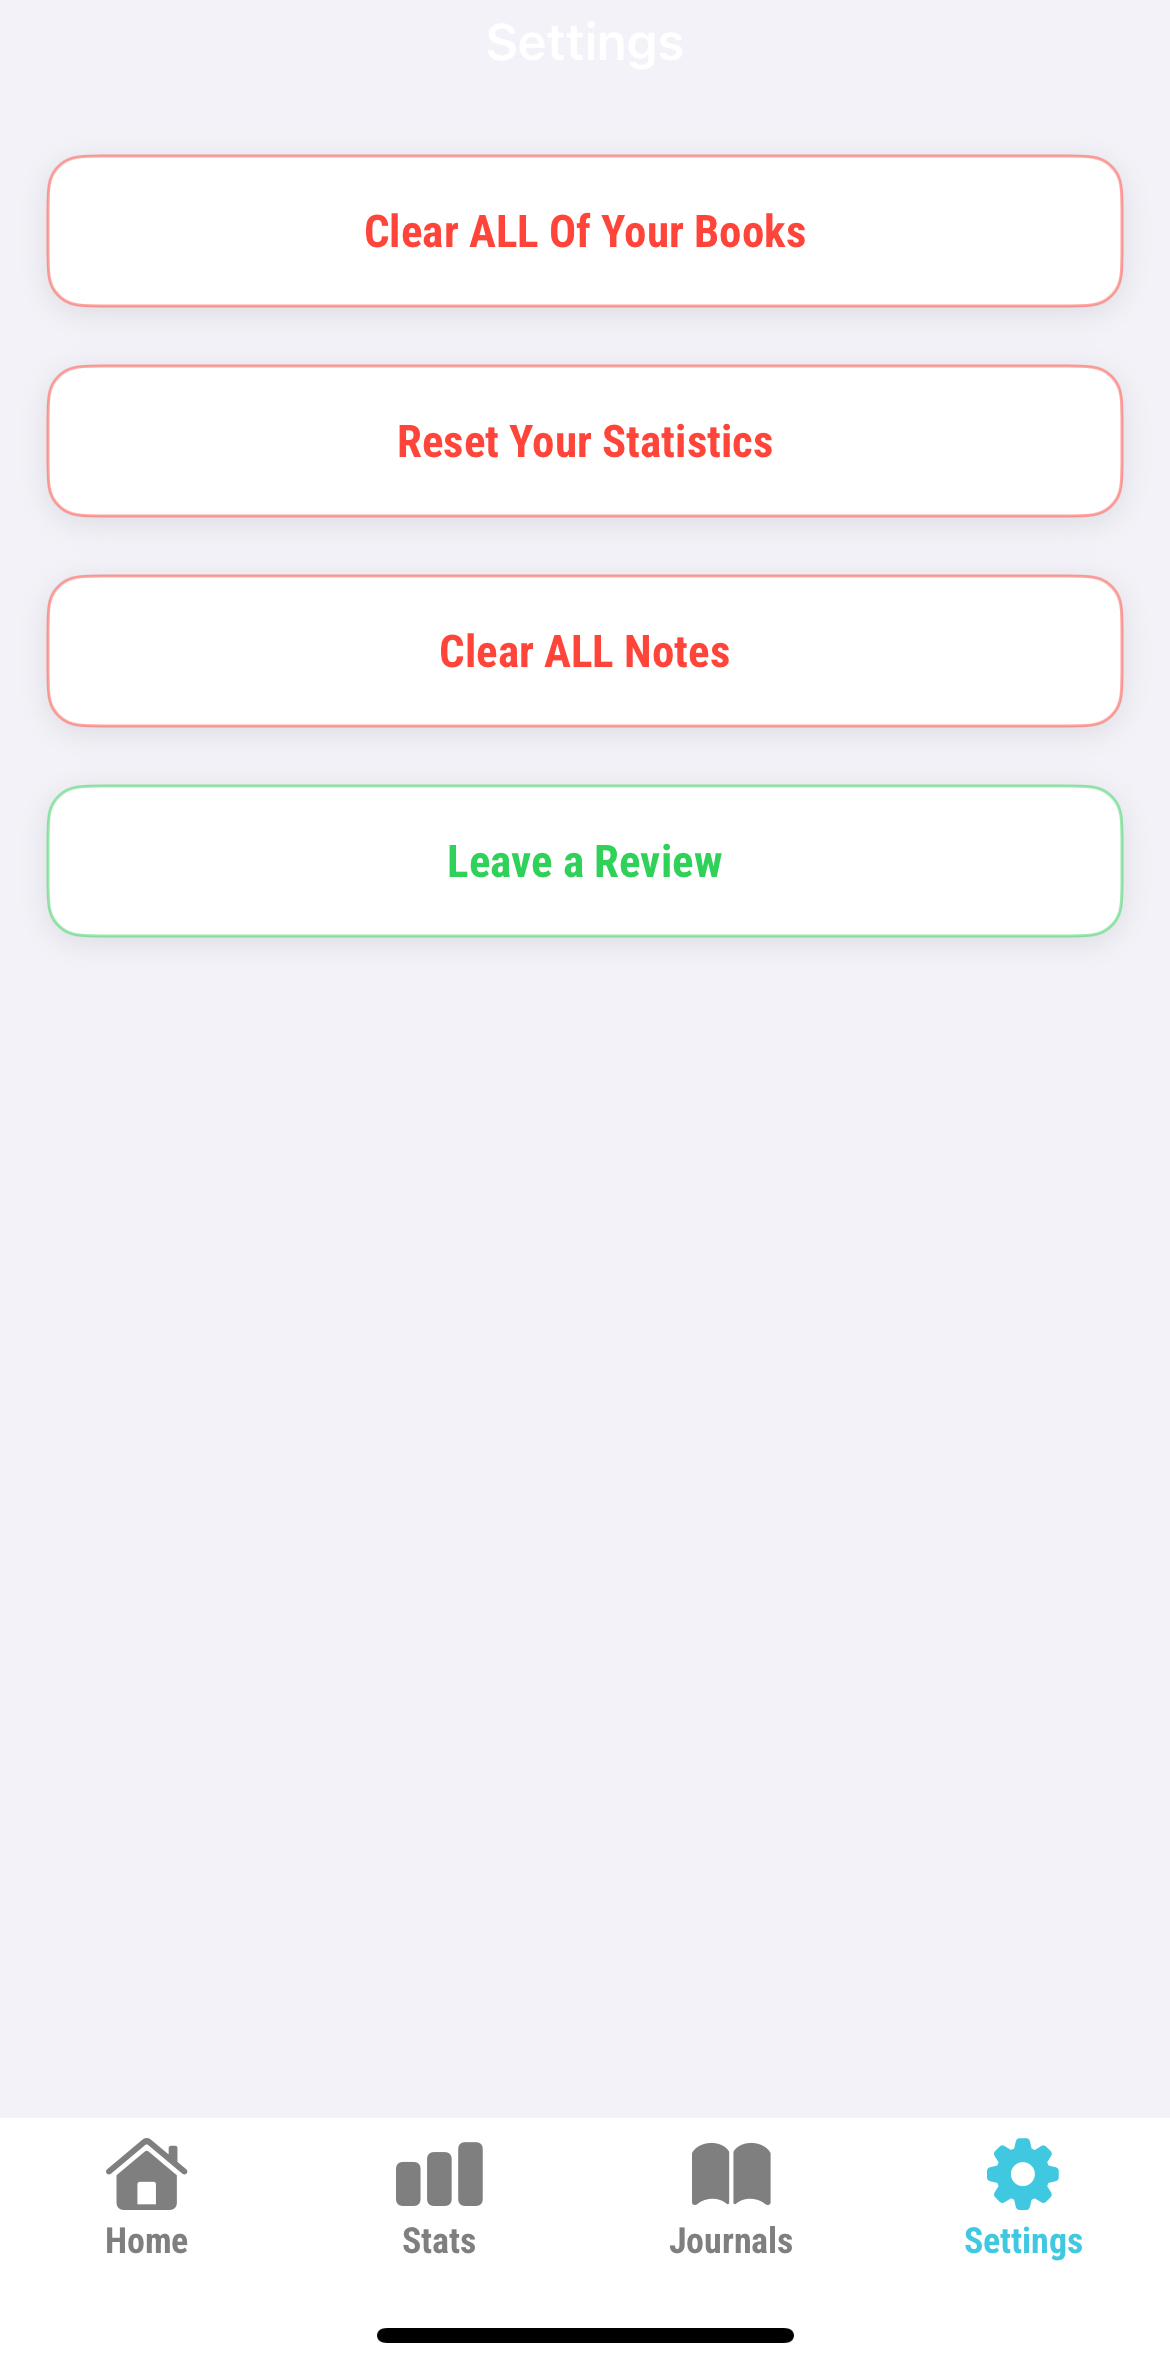 Settings
Clear ALL Of Your Books
Reset Your Statistics
Clear ALL Notes
Leave a Review
Home
Stats
Journals
Settings